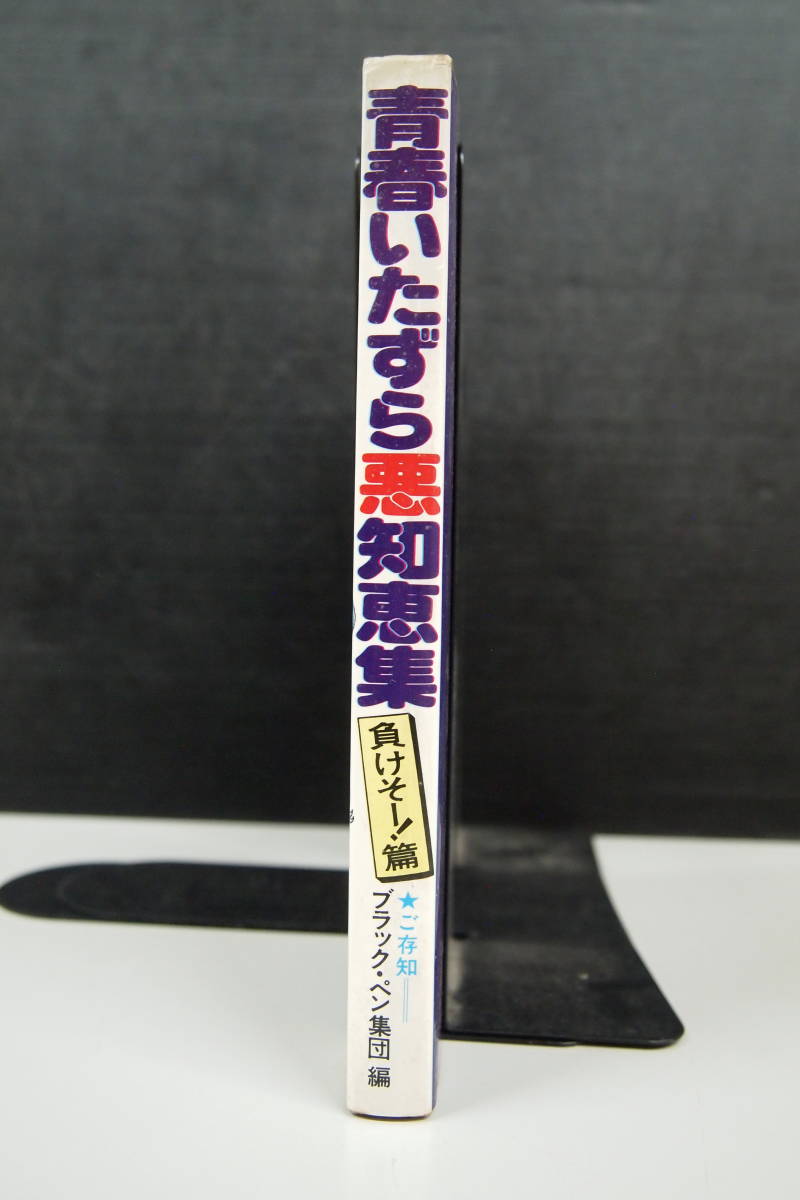 青春いたずら悪知恵集
負けそー!篇
★ご存知══
ブラック・ペン集団 編